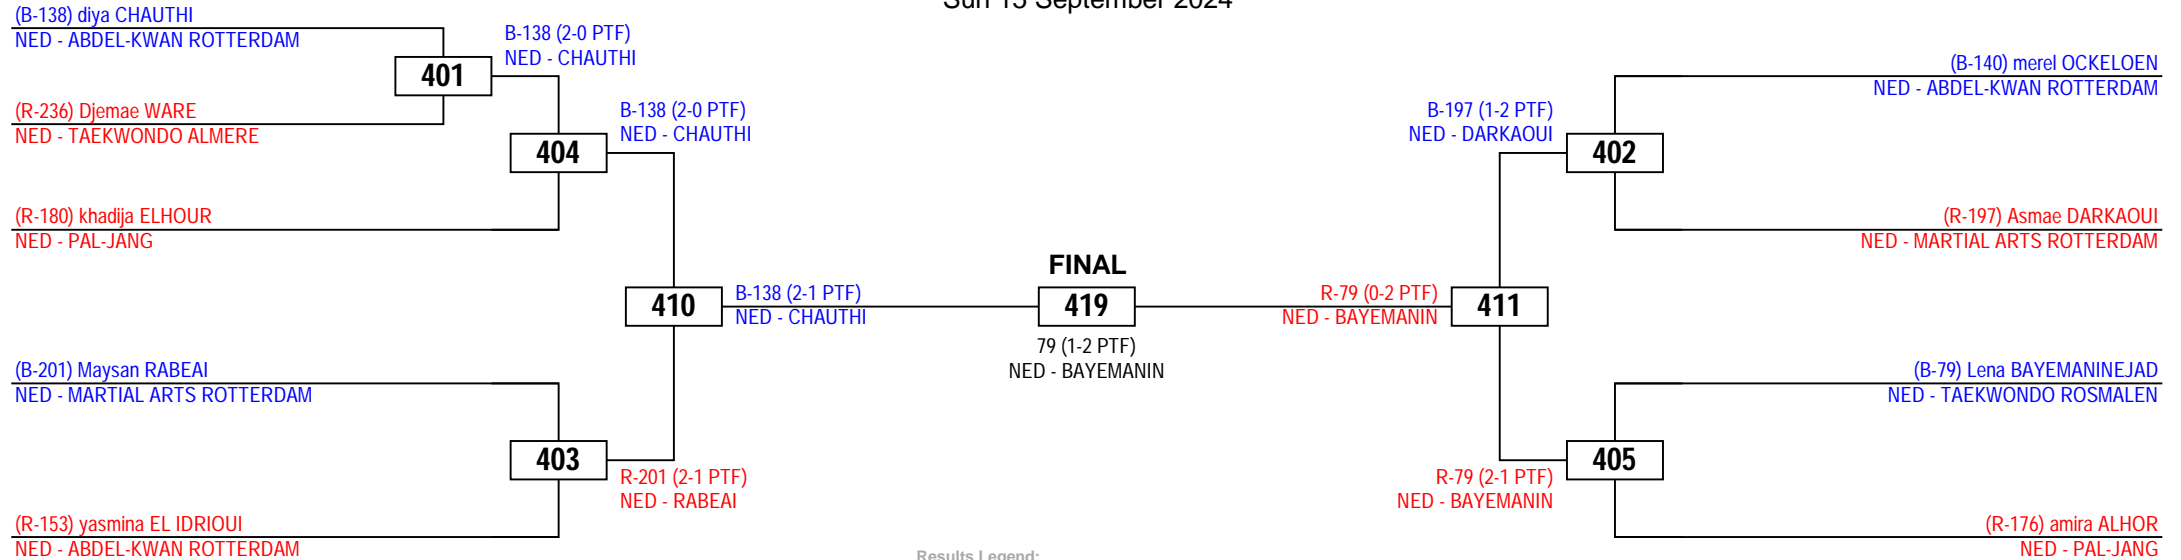 Sun 15 September 2024
(B-138) diya CHAUTHI
NED - ABDEL-KWAN ROTTERDAM
B-138 (2-0 PTF)
NED - CHAUTHI
401
(R-236) Djemae WARE
NED - TAEKWONDO ALMERE
B-138 (2-0 PTF)
NED - CHAUTHI
404
(R-180) khadija ELHOUR
NED - PAL-JANG
410
B-138 (2-1 PTF)
NED - CHAUTHI
(B-201) Maysan RABEAI
NED - MARTIAL ARTS ROTTERDAM
403
R-201 (2-1 PTF)
NED - RABEAI
(R-153) yasmina EL IDRIOUI
NED - ABDEL-KWAN ROTTERDAM
FINAL
419
79 (1-2 PTF)
NED - BAYEMANIN
(B-140) merel OCKELOEN
NED - ABDEL-KWAN ROTTERDAM
B-197 (1-2 PTF)
NED - DARKAOUI
402
(R-197) Asmae DARKAOUI
NED - MARTIAL ARTS ROTTERDAM
R-79 (0-2 PTF)
NED - BAYEMANIN
411
(B-79) Lena BAYEMANINEJAD
NED - TAEKWONDO ROSMALEN
405
R-79 (2-1 PTF)
NED - BAYEMANIN
(R-176) amira ALHOR
NED - PAL-JANG
Results Legend: